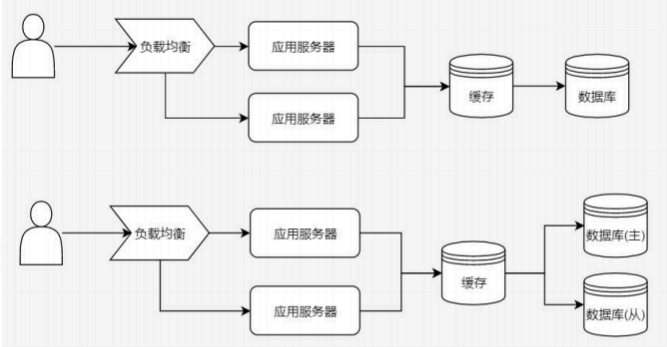 负载均衡
应用服务器
应用服务器
缓存
数据库
负载均衡
应用服务器
应用服务器
缓存
数据库(主)
数据库(从)